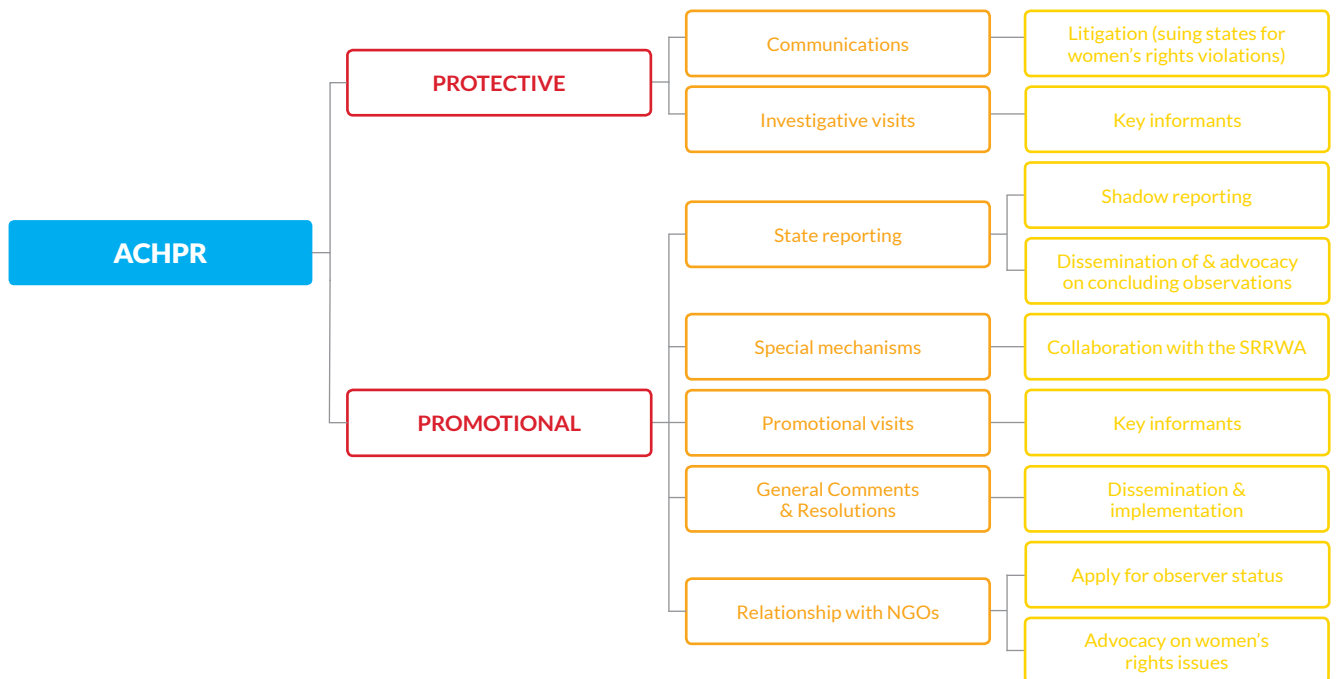 ACHPR
PROTECTIVE
Communications
Litigation (suing states for
women’s rights violations)
Investigative visits
Key informants
PROMOTIONAL
State reporting
Shadow reporting
Dissemination of & advocacy
on concluding observations
Special mechanisms
Collaboration with the SRRWA
Promotional visits
Key informants
General Comments
& Resolutions
Dissemination &
implementation
Relationship with NGOs
Apply for observer status
Advocacy on women’s
rights issues